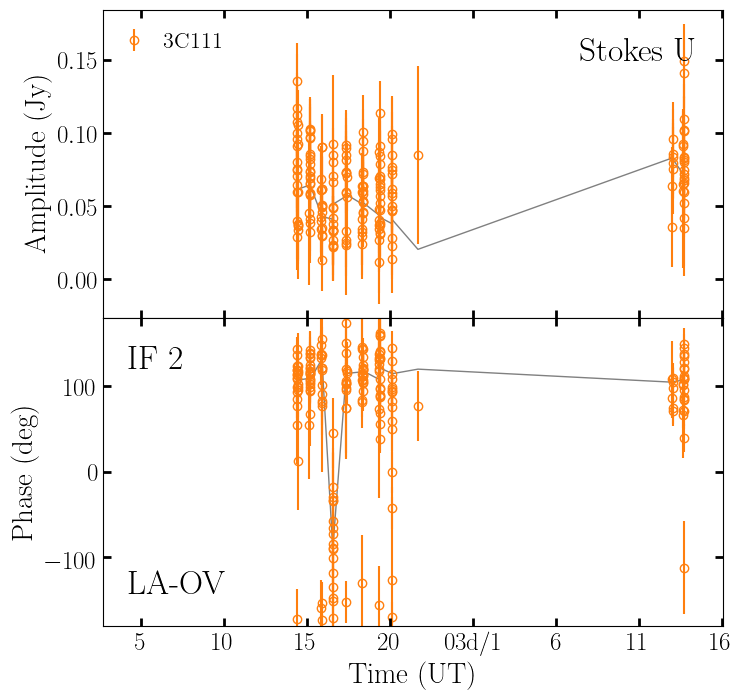 3C111
Stokes U
0.15
0.10
0.05
0.00
Amplitude (Jy)
IF 2
100
0
−100
Phase (deg)
LA-OV
5 10 15 20 03d/1 6 11 16
Time (UT)